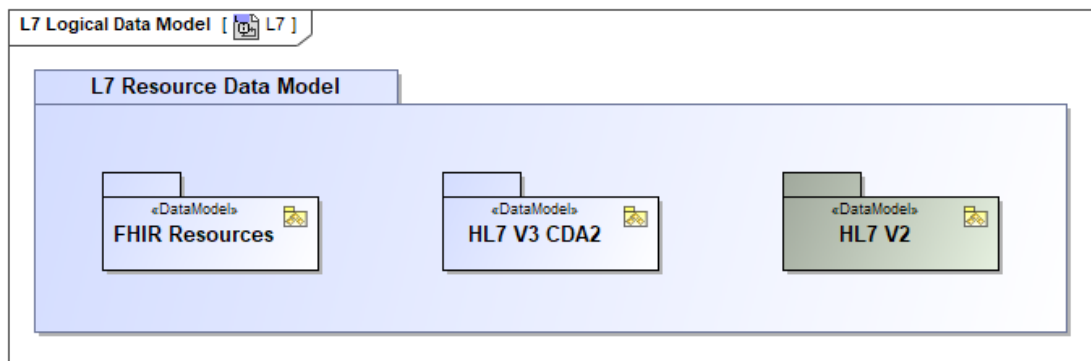 L7 Logical Data Model [ L7 ]
L7 Resource Data Model
«DataModel»
FHIR Resources
«DataModel»
HL7 V3 CDA2
«DataModel»
HL7 V2